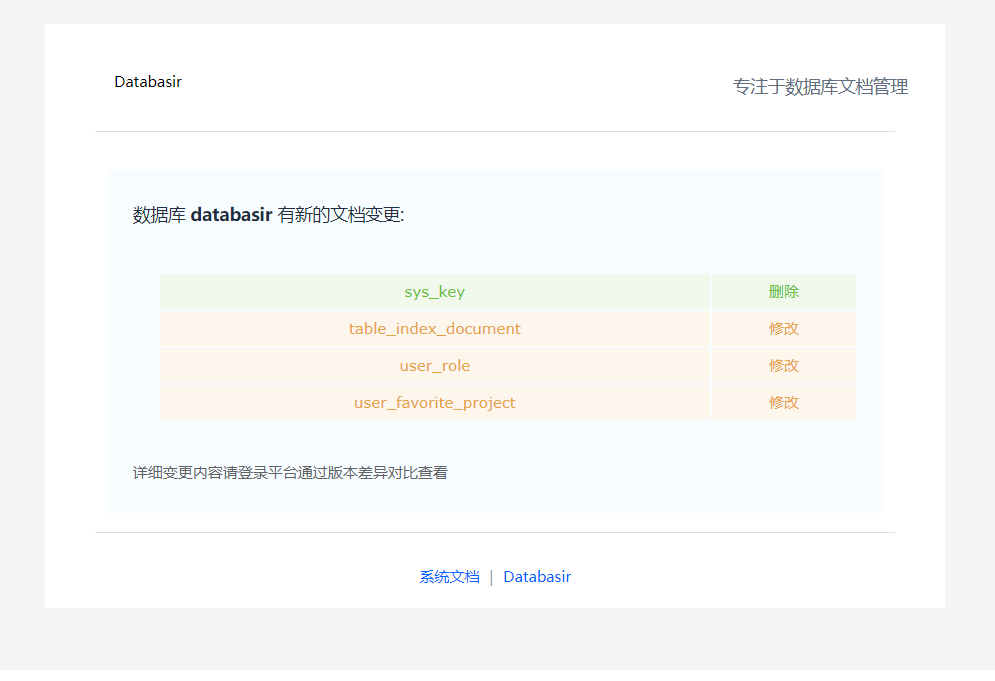 Databasir
专注于数据库文档管理
数据库 databasir 有新的文档变更:
sys_key 删除
table_index_document 修改
user_role 修改
user_favorite_project 修改
详细变更内容请登录平台通过版本差异对比查看
系统文档 | Databasir